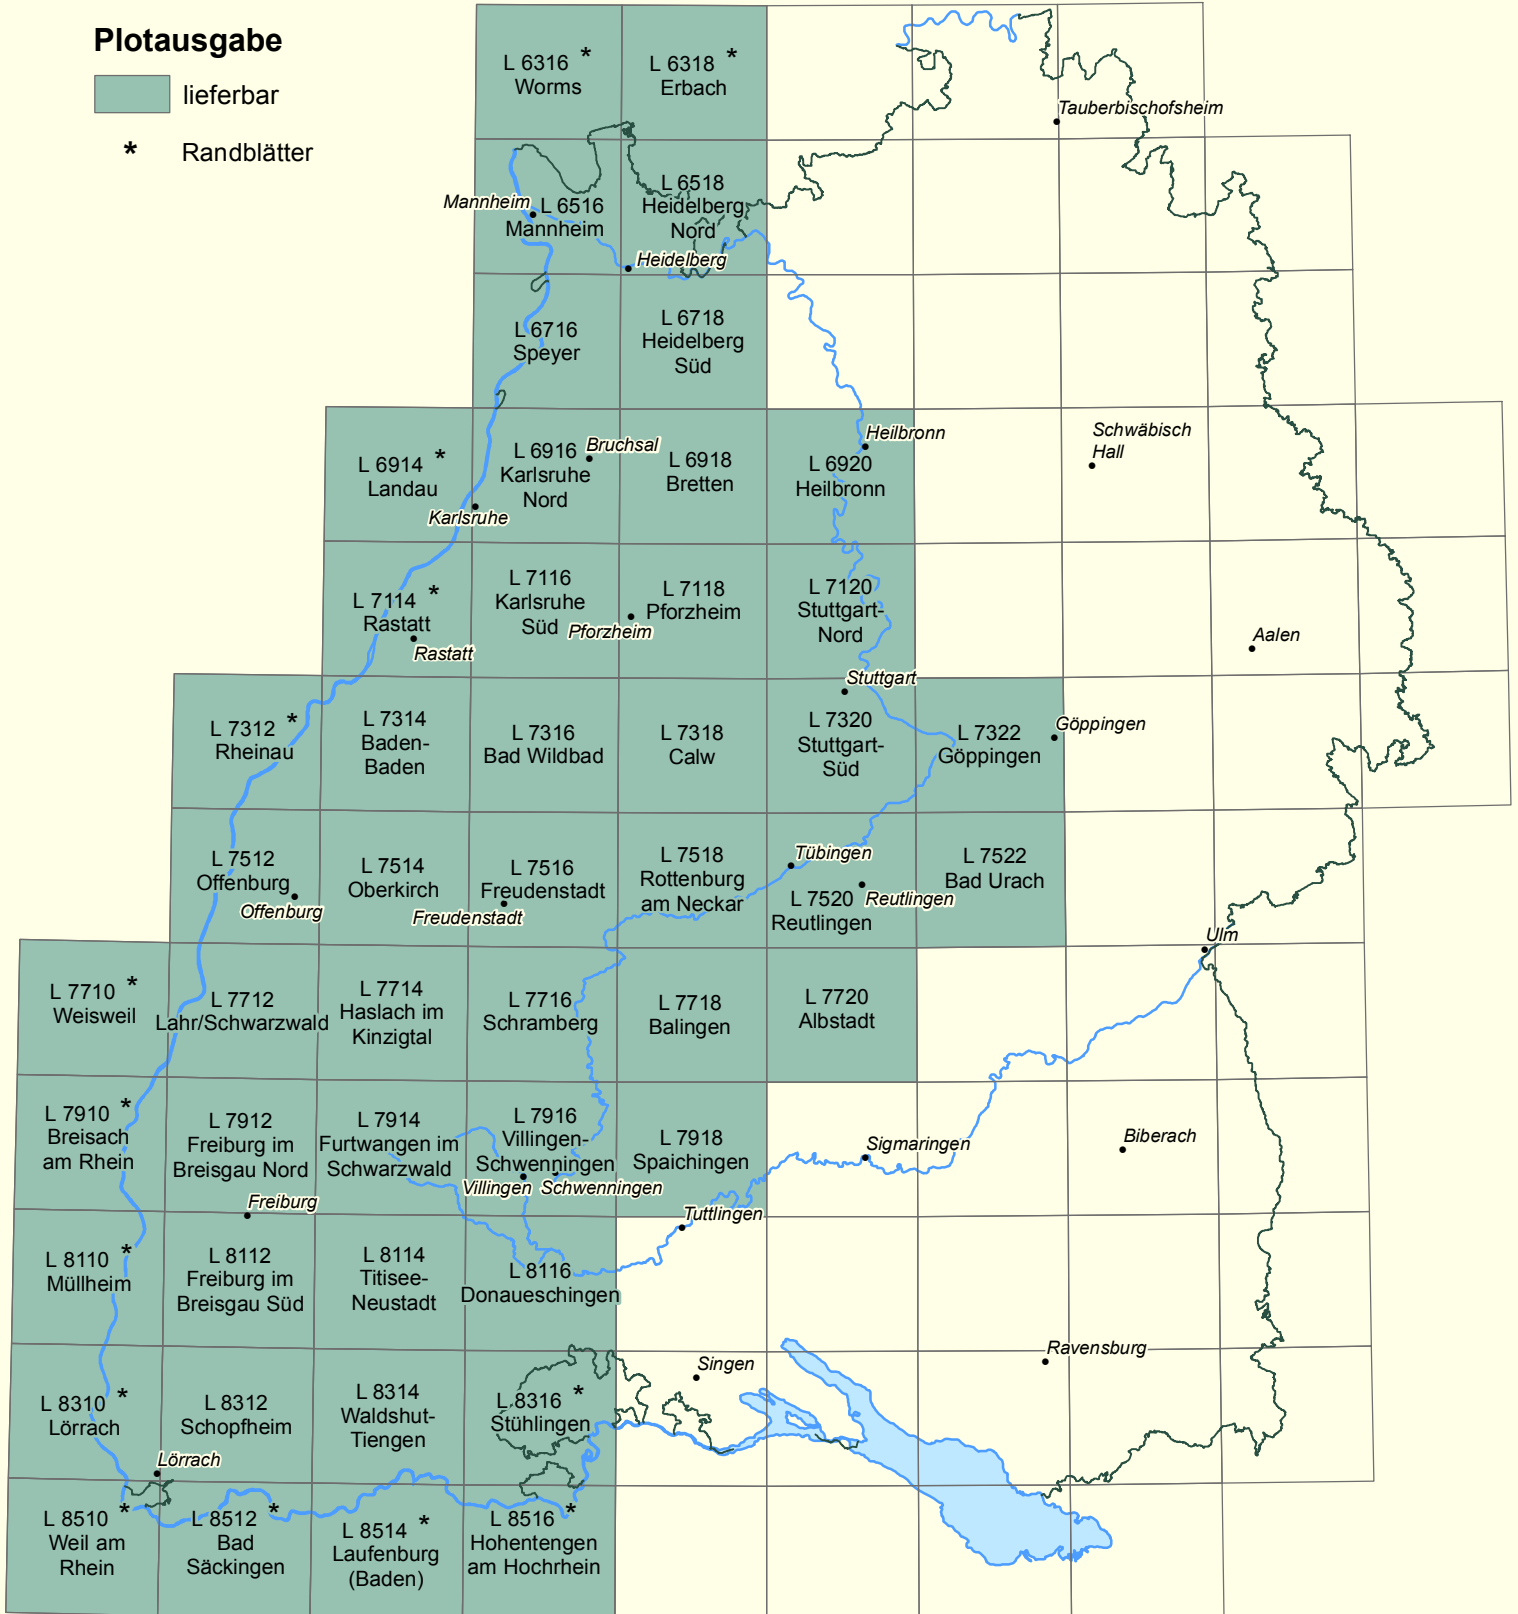 Plotausgabe
lieferbar
* Randblätter
L 6316 *
Worms
L 6318 *
Erbach
Tauberbischofsheim
Mannheim
L 6516
Mannheim
L 6518
Heidelberg
Nord
Heidelberg
L 6716
Speyer
L 6718
Heidelberg
Süd
L 6914 *
Landau
Karlsruhe
L 6916
Karlsruhe
Nord
Bruchsal
L 6918
Bretten
Heilbronn
L 6920
Heilbronn
Schwäbisch
Hall
L 7114 *
Rastatt
Rastatt
L 7116
Karlsruhe
Süd
Pforzheim
L 7118
Pforzheim
L 7120
Stuttgart-
Nord
Aalen
Stuttgart
L 7312 *
Rheinau
L 7314
Baden-
Baden
L 7316
Bad Wildbad
L 7318
Calw
L 7320
Stuttgart-
Süd
L 7322
Göppingen
Göppingen
L 7512
Offenburg
Offenburg
L 7514
Oberkirch
L 7516
Freudenstadt
Freudenstadt
L 7518
Rottenburg
am Neckar
Tübingen
L 7520
Reutlingen
Reutlingen
L 7522
Bad Urach
Ulm
L 7710 *
Weisweil
L 7712
Lahr/Schwarzwald
L 7714
Haslach im
Kinzigtal
L 7716
Schramberg
L 7718
Balingen
L 7720
Albstadt
L 7910 *
Breisach
am Rhein
L 7912
Freiburg im
Breisgau Nord
Freiburg
L 7914
Furtwangen im
Schwarzwald
L 7916
Villingen-
Schwenningen
Villingen
Schwenningen
L 7918
Spaichingen
Sigmaringen
Biberach
Tuttlingen
L 8110 *
Müllheim
L 8112
Freiburg im
Breisgau Süd
L 8114
Titisee-
Neustadt
L 8116
Donaueschingen
L 8310 *
Lörrach
Lörrach
L 8312
Schopfheim
L 8314
Waldshut-
Tiengen
L 8316 *
Stühlingen
Singen
Ravensburg
L 8510 *
Weil am
Rhein
L 8512 *
Bad
Säckingen
L 8514 *
Laufenburg
(Baden)
L 8516 *
Hohentengen
am Hochrhein